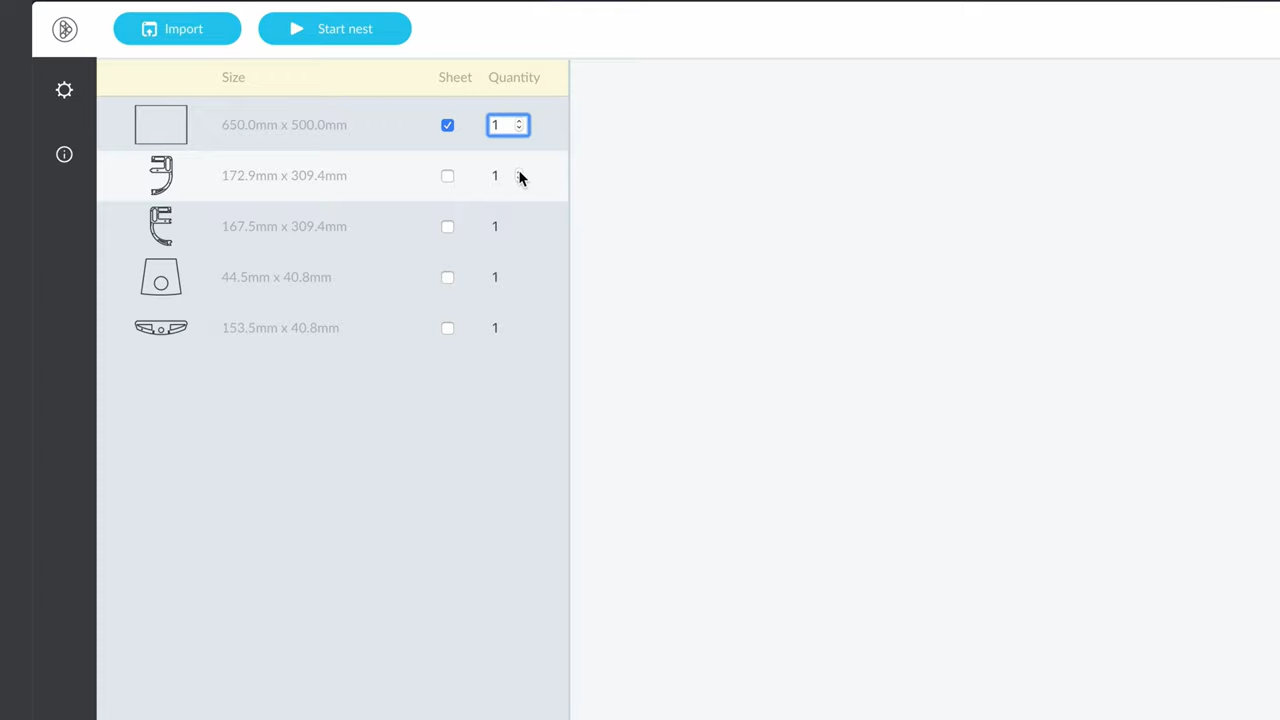 Import Start nest
Size Sheet Quantity
650.0mm x 500.0mm 1
172.9mm x 309.4mm 1
167.5mm x 309.4mm 1
44.5mm x 40.8mm 1
153.5mm x 40.8mm 1